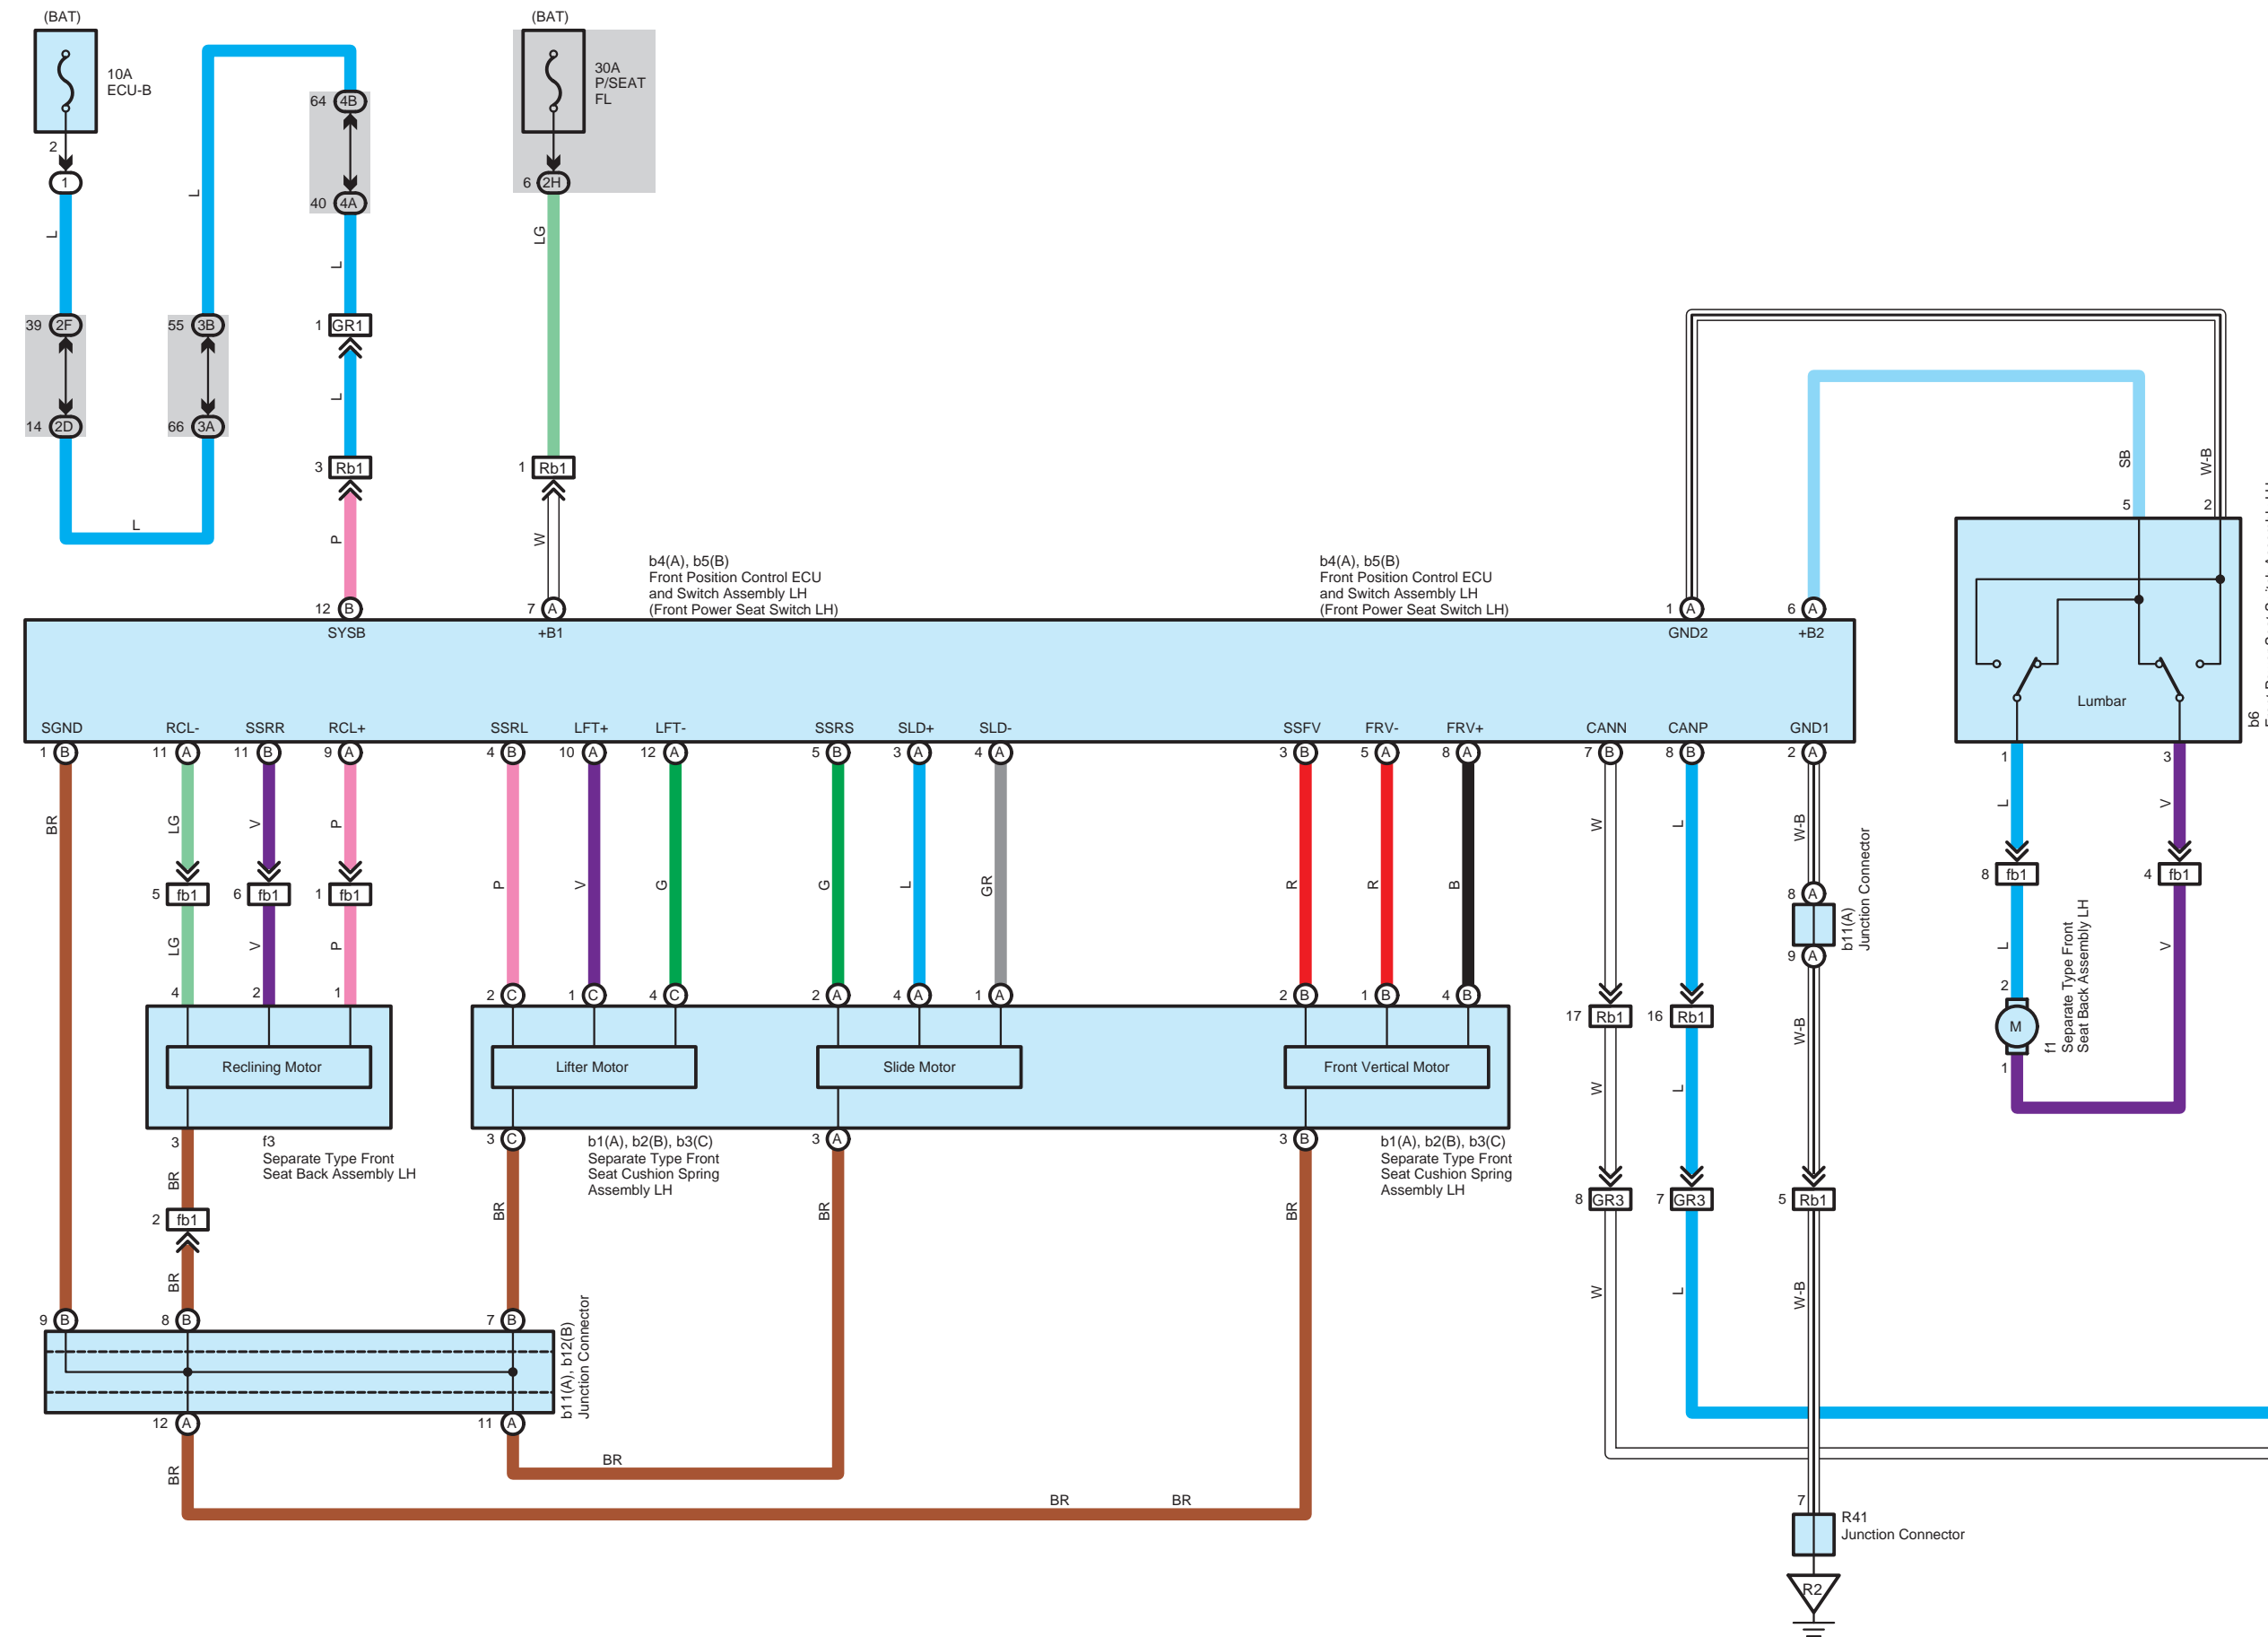 (BAT)
10A
ECU-B
2
1
L
39 2F
14 2D
L
55 3B
66 3A
L
64 4B
40 4A
L
1 GR1
L
3 Rb1
P
12 B
SYSB
(BAT)
30A
P/SEAT
FL
6 2H
LG
1 Rb1
W
7 A
+B1
b4(A), b5(B)
Front Position Control ECU
and Switch Assembly LH
(Front Power Seat Switch LH)
b4(A), b5(B)
Front Position Control ECU
and Switch Assembly LH
(Front Power Seat Switch LH)
1 A
GND2
6 A
+B2
SB
W-B
5
2
Lumbar
b6
SGND
RCL-
SSRR
RCL+
SSRL
LFT+
LFT-
SSRS
SLD+
SLD-
SSFV
FRV-
FRV+
CANN
CANP
GND1
1 B
11 A
11 B
9 A
4 B
10 A
12 A
5 B
3 A
4 A
3 B
5 A
8 A
7 B
8 B
2 A
1
3
BR
LG
V
P
P
V
G
G
L
GR
R
R
B
W
L
W-B
L
V
5 fb1
6 fb1
1 fb1
8 A
b11(A)
Junction Connector
9 A
8 fb1
4 fb1
LG
V
P
L
V
4
2
1
2 C
1 C
4 C
2 A
4 A
1 A
2 B
1 B
4 B
17 Rb1
16 Rb1
W-B
2
M
1
f1
Separate Type Front
Seat Back Assembly LH
Reclining Motor
Lifter Motor
Slide Motor
Front Vertical Motor
W
L
3
f3
Separate Type Front
Seat Back Assembly LH
3 C
b1(A), b2(B), b3(C)
Separate Type Front
Seat Cushion Spring
Assembly LH
3 A
3 B
b1(A), b2(B), b3(C)
Separate Type Front
Seat Cushion Spring
Assembly LH
BR
2 fb1
BR
BR
BR
BR
8 GR3
7 GR3
5 Rb1
W
L
W-B
9 B
8 B
7 B
b11(A), b12(B)
Junction Connector
12 A
11 A
BR
BR
BR
BR
7
R41
Junction Connector
R2